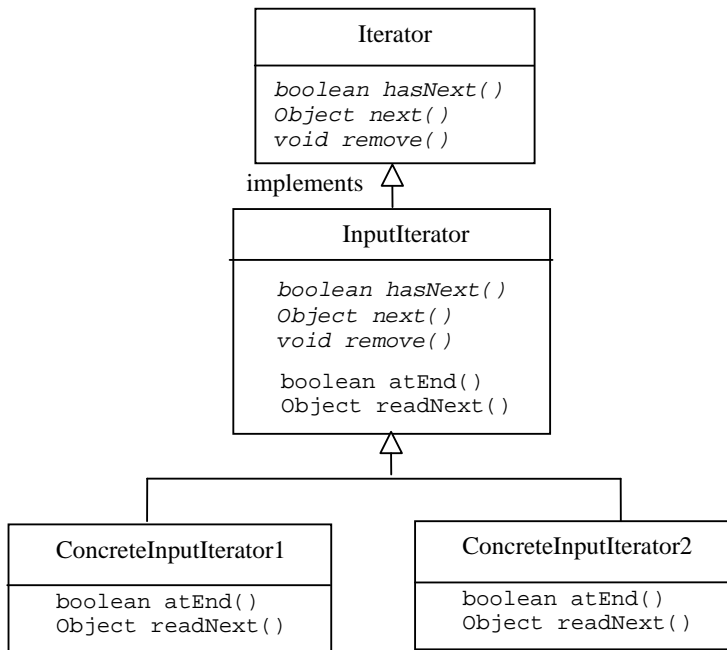 Iterator
boolean hasNext()
Object next()
void remove()
implements
InputIterator
boolean hasNext()
Object next()
void remove()
boolean atEnd()
Object readNext()
ConcreteInputIterator1
boolean atEnd()
Object readNext()
ConcreteInputIterator2
boolean atEnd()
Object readNext()